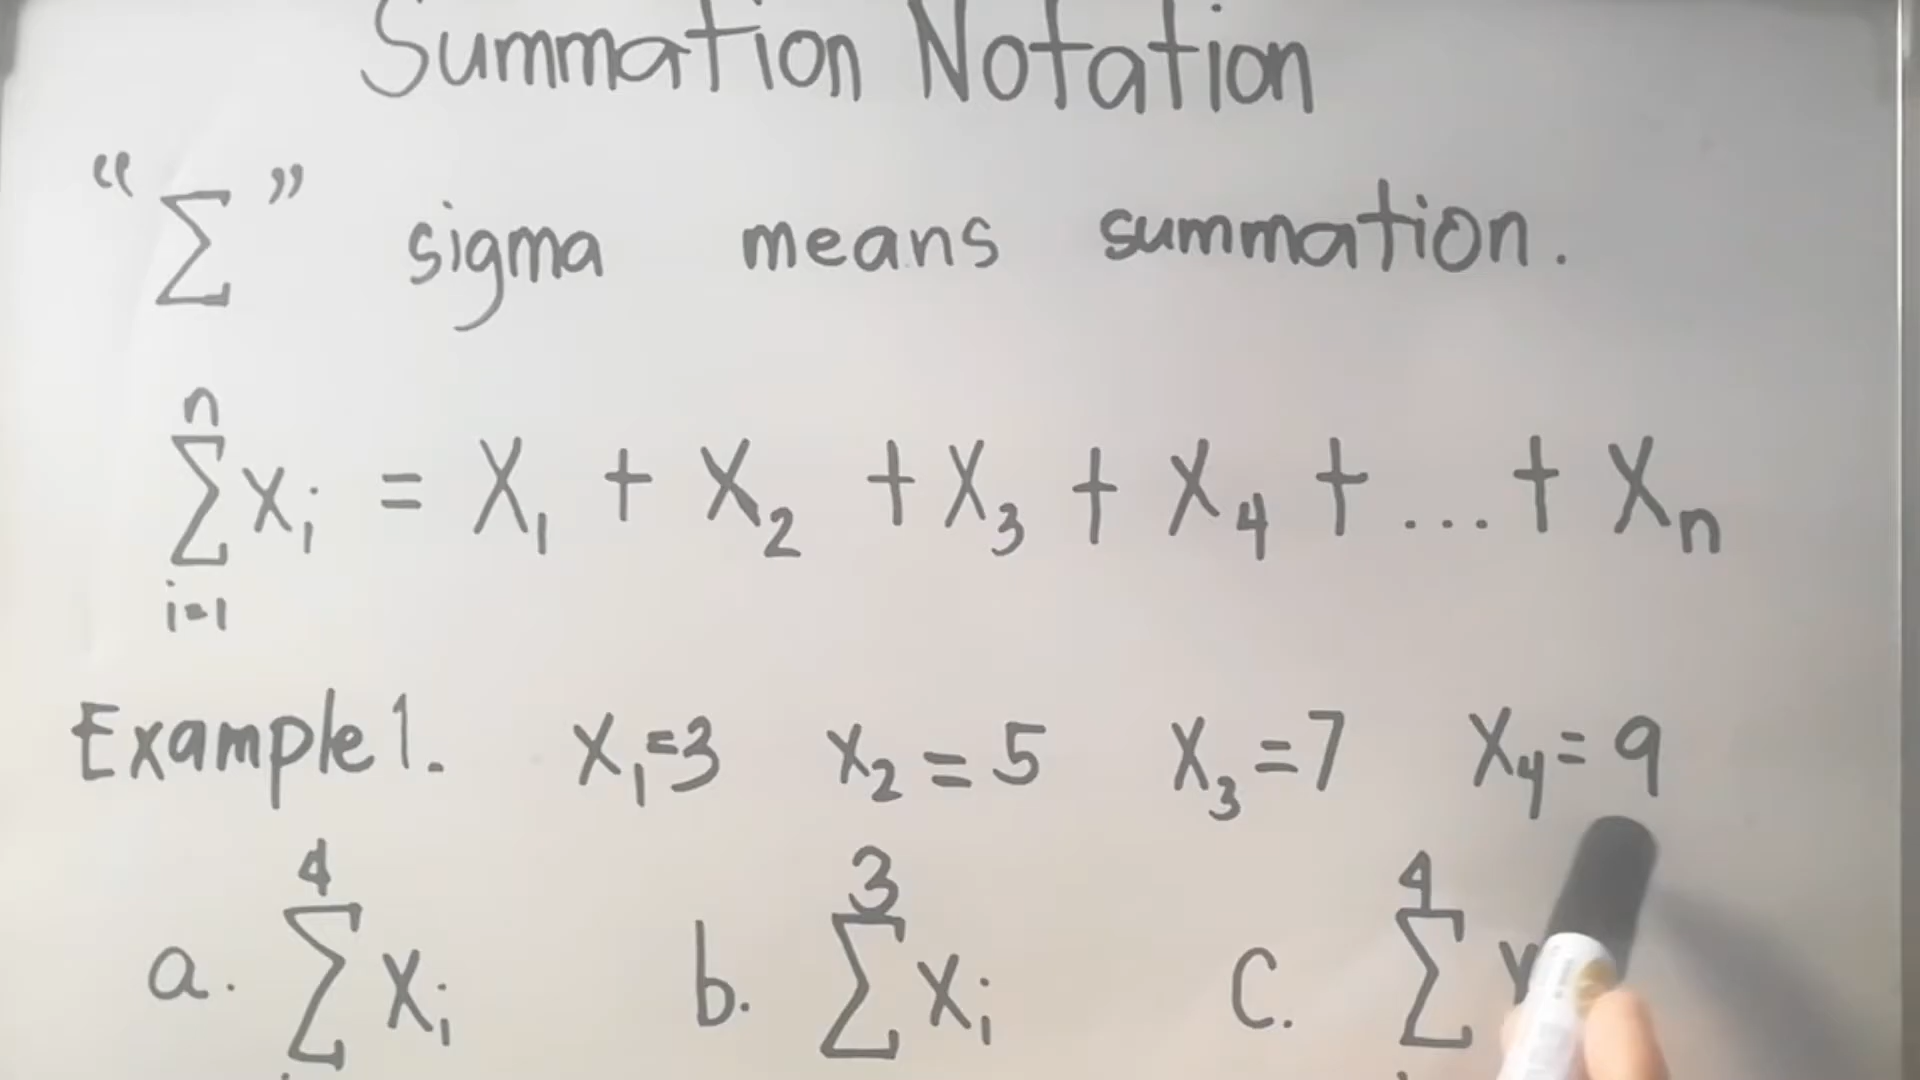 Summation Notation
“∑” sigma means summation.
n
∑xᵢ = X₁ + X₂ + X₃ + X₄ + ... + Xₙ
i=1
Example 1. X₁=3 X₂=5 X₃=7 X₄=9
4 3 4
a. ∑Xᵢ b. ∑Xᵢ c. ∑